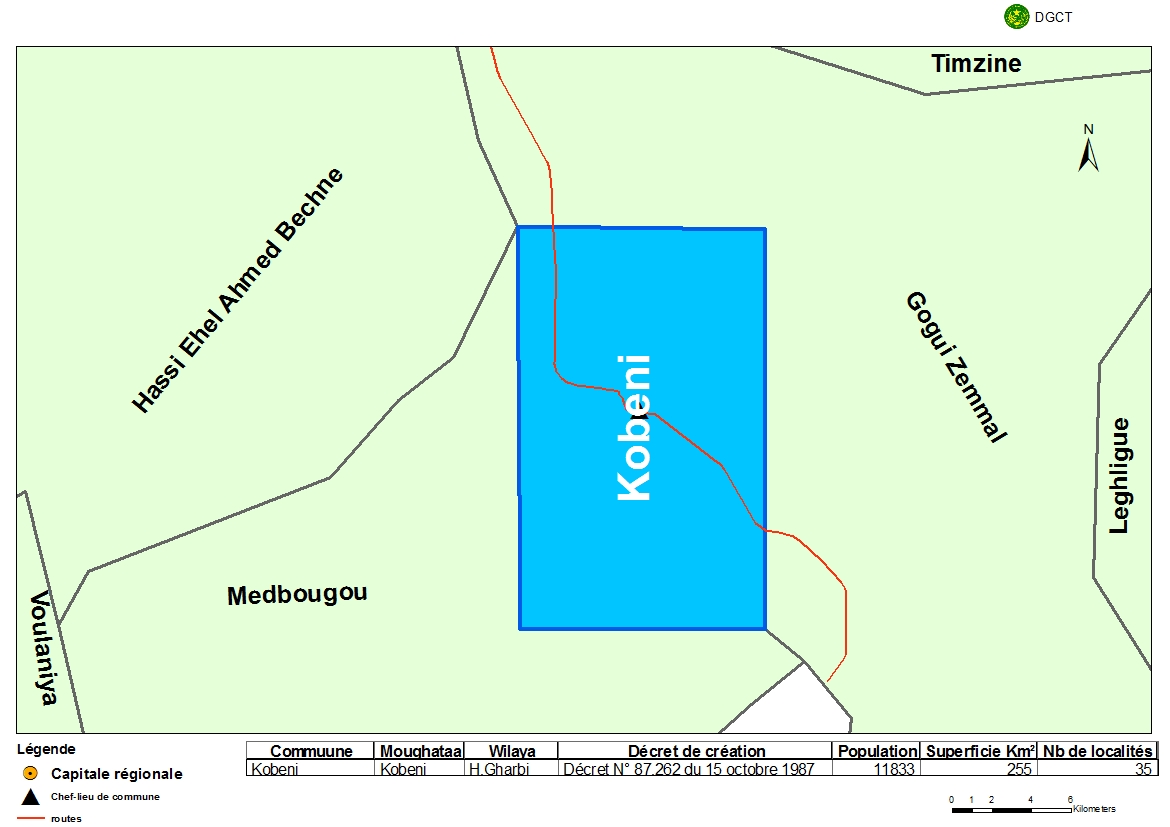 DGCT
Timzine
N
Hassi Ehel Ahmed Bechne
Gogui Zemmal
Kobeni
Leghligue
Medbougou
Voulaniya
Légende
Capitale régionale
Chef-lieu de commune
routes
Commuune Moughataa Wilaya Décret de création Population Superficie Km² Nb de localités
Kobeni Kobeni H.Gharbi Décret N° 87.262 du 15 octobre 1987 11833 255 35
0 1 2 4 6
Kilometers